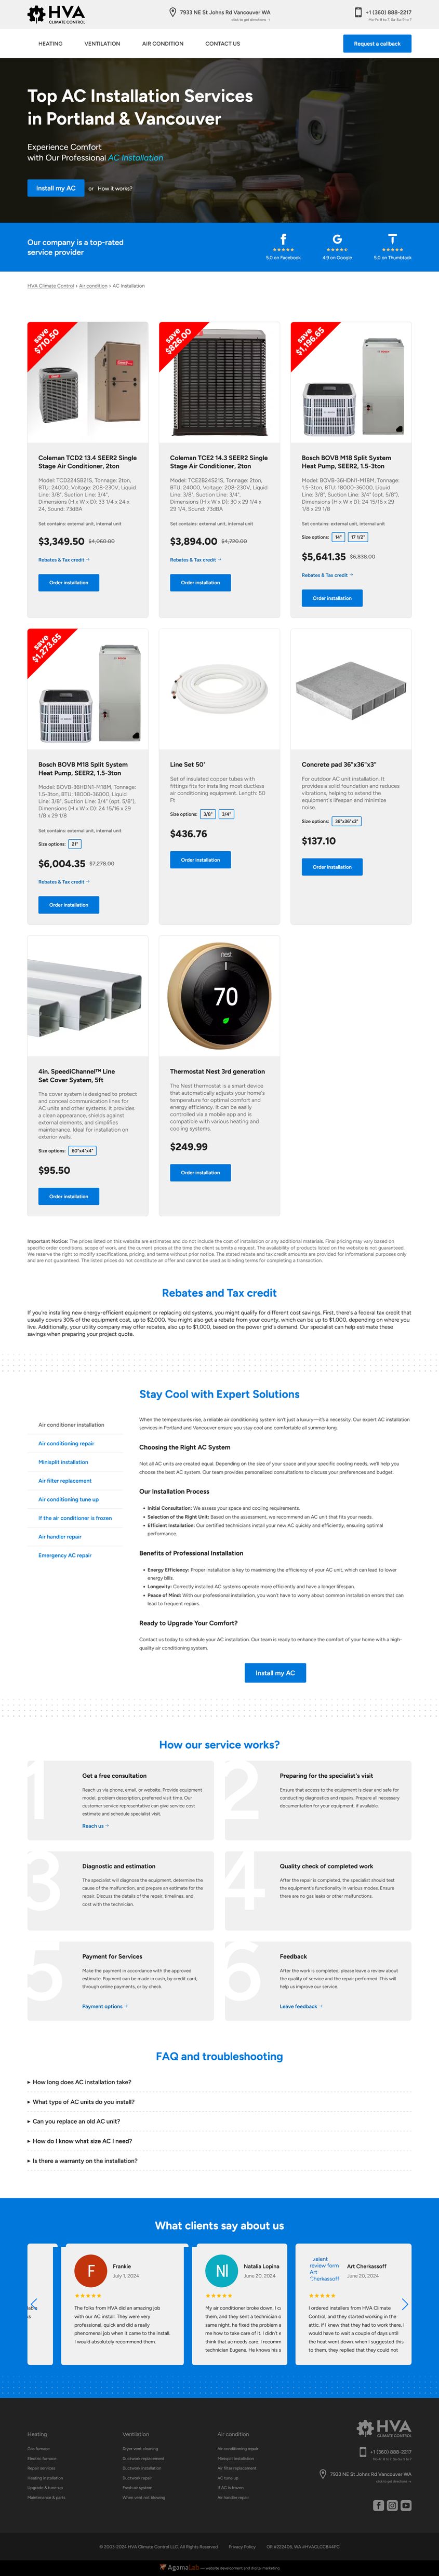 HVA
CLIMATE CONTROL
7933 NE St Johns Rd Vancouver WA
click to get directions →
+1 (360) 888-2217
Mo-Fr 8 to 7, Sa-Su 9 to 7
HEATING
VENTILATION
AIR CONDITION
CONTACT US
Request a callback
Top AC Installation Services
in Portland & Vancouver
Experience Comfort
with Our Professional AC Installation
Install my AC
or How it works?
Our company is a top-rated
service provider
5.0 on Facebook
4.9 on Google
5.0 on Thumbtack
HVA Climate Control › Air condition › AC Installation
save
$710.50
Coleman TCD2 13.4 SEER2 Single
Stage Air Conditioner, 2ton
Model: TCD224S821S, Tonnage: 2ton,
BTU: 24000, Voltage: 208-230V, Liquid
Line: 3/8", Suction Line: 3/4",
Dimensions (H x W x D): 33 1/4 x 24 x
24, Sound: 73dBA
Set contains: external unit, internal unit
$3,349.50 $4,060.00
Rebates & Tax credit →
Order installation
save
$826.00
Coleman TCE2 14.3 SEER2 Single
Stage Air Conditioner, 2ton
Model: TCE2B24S21S, Tonnage: 2ton,
BTU: 24000, Voltage: 208-230V, Liquid
Line: 3/8", Suction Line: 3/4",
Dimensions (H x W x D): 30 x 29 1/4 x
29 1/4, Sound: 73dBA
Set contains: external unit, internal unit
$3,894.00 $4,720.00
Rebates & Tax credit →
Order installation
save
$1,196.65
Bosch BOVB M18 Split System
Heat Pump, SEER2, 1.5-3ton
Model: BOVB-36HDN1-M18M, Tonnage:
1.5-3ton, BTU: 18000-36000, Liquid
Line: 3/8", Suction Line: 3/4" (opt. 5/8"),
Dimensions (H x W x D): 24 15/16 x 29
1/8 x 29 1/8
Set contains: external unit, internal unit
Size options: 14" 17 1/2"
$5,641.35 $6,838.00
Rebates & Tax credit →
Order installation
save
$1,273.65
Bosch BOVB M18 Split System
Heat Pump, SEER2, 1.5-3ton
Model: BOVB-36HDN1-M18M, Tonnage:
1.5-3ton, BTU: 18000-36000, Liquid
Line: 3/8", Suction Line: 3/4" (opt. 5/8"),
Dimensions (H x W x D): 24 15/16 x 29
1/8 x 29 1/8
Set contains: external unit, internal unit
Size options: 21"
$6,004.35 $7,278.00
Rebates & Tax credit →
Order installation
Line Set 50'
Set of insulated copper tubes with
fittings fits for installing most ductless
air conditioning equipment. Length: 50
Ft
Size options: 3/8" 3/4"
$436.76
Order installation
Concrete pad 36"x36"x3"
For outdoor AC unit installation. It
provides a solid foundation and reduces
vibrations, helping to extend the
equipment's lifespan and minimize
noise.
Size options: 36"x36"x3"
$137.10
Order installation
4in. SpeediChannel™ Line
Set Cover System, 5ft
The cover system is designed to protect
and conceal communication lines for
AC units and other systems. It provides
a clean appearance, shields against
external elements, and simplifies
maintenance. Ideal for installation on
exterior walls.
Size options: 60"x4"x4"
$95.50
Order installation
nest
70
Thermostat Nest 3rd generation
The Nest thermostat is a smart device
that automatically adjusts your home's
temperature for optimal comfort and
energy efficiency. It can be easily
controlled via a mobile app and is
compatible with various heating and
cooling systems.
$249.99
Order installation
Important Notice: The prices listed on this website are estimates and do not include the cost of installation or any additional materials. Final pricing may vary based on
specific order conditions, scope of work, and the current prices at the time the client submits a request. The availability of products listed on the website is not guaranteed.
We reserve the right to modify specifications, pricing, and terms without prior notice. The stated rebate and tax credit amounts are provided for informational purposes only
and are not guaranteed. The listed prices do not constitute an offer and cannot be used as binding terms for completing a transaction.
Rebates and Tax credit
If you're installing new energy-efficient equipment or replacing old systems, you might qualify for different cost savings. First, there's a federal tax credit that
usually covers 30% of the equipment cost, up to $2,000. You might also get a rebate from your county, which can be up to $1,000, depending on where you
live. Additionally, your utility company may offer rebates, also up to $1,000, based on the power grid's demand. Our specialist can help estimate these
savings when preparing your project quote.
Stay Cool with Expert Solutions
Air conditioner installation
Air conditioning repair
Minisplit installation
Air filter replacement
Air conditioning tune up
If the air conditioner is frozen
Air handler repair
Emergency AC repair
When the temperatures rise, a reliable air conditioning system isn't just a luxury—it's a necessity. Our expert AC installation
services in Portland and Vancouver ensure you stay cool and comfortable all summer long.
Choosing the Right AC System
Not all AC units are created equal. Depending on the size of your space and your specific cooling needs, we'll help you
choose the best AC system. Our team provides personalized consultations to discuss your preferences and budget.
Our Installation Process
• Initial Consultation: We assess your space and cooling requirements.
• Selection of the Right Unit: Based on the assessment, we recommend an AC unit that fits your needs.
• Efficient Installation: Our certified technicians install your new AC quickly and efficiently, ensuring optimal
performance.
Benefits of Professional Installation
• Energy Efficiency: Proper installation is key to maximizing the efficiency of your AC unit, which can lead to lower
energy bills.
• Longevity: Correctly installed AC systems operate more efficiently and have a longer lifespan.
• Peace of Mind: With our professional installation, you won't have to worry about common installation errors that can
lead to frequent repairs.
Ready to Upgrade Your Comfort?
Contact us today to schedule your AC installation. Our team is ready to enhance the comfort of your home with a high-
quality air conditioning system.
Install my AC
How our service works?
1
Get a free consultation
Reach us via phone, email, or website. Provide equipment
model, problem description, preferred visit time. Our
customer service representative can give service cost
estimate and schedule specialist visit.
Reach us →
2
Preparing for the specialist's visit
Ensure that access to the equipment is clear and safe for
conducting diagnostics and repairs. Prepare all necessary
documentation for your equipment, if available.
3
Diagnostic and estimation
The specialist will diagnose the equipment, determine the
cause of the malfunction, and prepare an estimate for the
repair. Discuss the details of the repair, timelines, and
cost with the technician.
4
Quality check of completed work
After the repair is completed, the specialist should test
the equipment's functionality in various modes. Ensure
there are no gas leaks or other malfunctions.
5
Payment for Services
Make the payment in accordance with the approved
estimate. Payment can be made in cash, by credit card,
through online payments, or by check.
Payment options →
6
Feedback
After the work is completed, please leave a review about
the quality of service and the repair performed. This will
help us improve our service.
Leave feedback →
FAQ and troubleshooting
▸ How long does AC installation take?
▸ What type of AC units do you install?
▸ Can you replace an old AC unit?
▸ How do I know what size AC I need?
▸ Is there a warranty on the installation?
What clients say about us
F
Frankie
July 1, 2024
The folks from HVA did an amazing job
with our AC install. They were very
professional, quick and did a really
phenomenal job when it came to the install.
I would absolutely recommend them.
Nl
Natalia Lopina
June 20, 2024
My air conditioner broke down, I c
them, and they sent a technician o
same night. he fixed the problem a
me how to take care of it. I didn't e
think that ac needs care. I recomm
technician Eugene. He knows his s
review form
Art
Cherkassoff
Art Cherkassoff
June 20, 2024
I ordered installers from HVA Climate
Control, and they started working in the
attic. if I knew that they had to work there, I
would have to wait a couple of days until
the heat went down. when I suggested this
to them, they replied that they could not
Heating
Gas furnace
Electric furnace
Repair services
Heating installation
Upgrade & tune-up
Maintenance & parts
Ventilation
Dryer vent cleaning
Ductwork replacement
Ductwork installation
Ductwork repair
Fresh air system
When vent not blowing
Air condition
Air conditioning repair
Minisplit installation
Air filter replacement
AC tune up
If AC is frozen
Air handler repair
HVA
CLIMATE CONTROL
+1 (360) 888-2217
Mo-Fr 8 to 7, Sa-Su 9 to 7
7933 NE St Johns Rd Vancouver WA
click to get directions →
© 2003-2024 HVA Climate Control LLC. All Rights Reserved
Privacy Policy
AgamaLab — website development and digital marketing